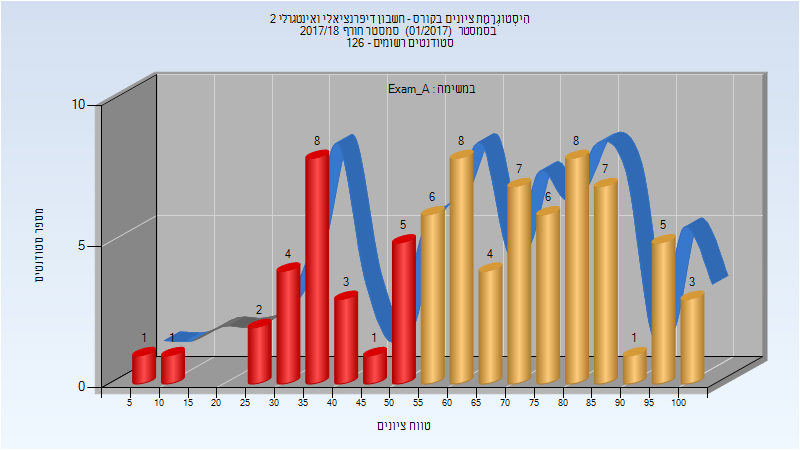 היסטוגרמת ציונים בקורס - חשבון דיפרנציאלי ואינטגרלי 2
בסמסטר (01/2017) סמסטר חורף 2017/18
סטודנטים רשומים - 126
במשימה : Exam_A
10
5
0
מספר סטודנטים
1 1 2 4 8 3 1 5 6 8 4 7 6 8 7 1 5 3
5 10 15 20 25 30 35 40 45 50 55 60 65 70 75 80 85 90 95 100
טווח ציונים